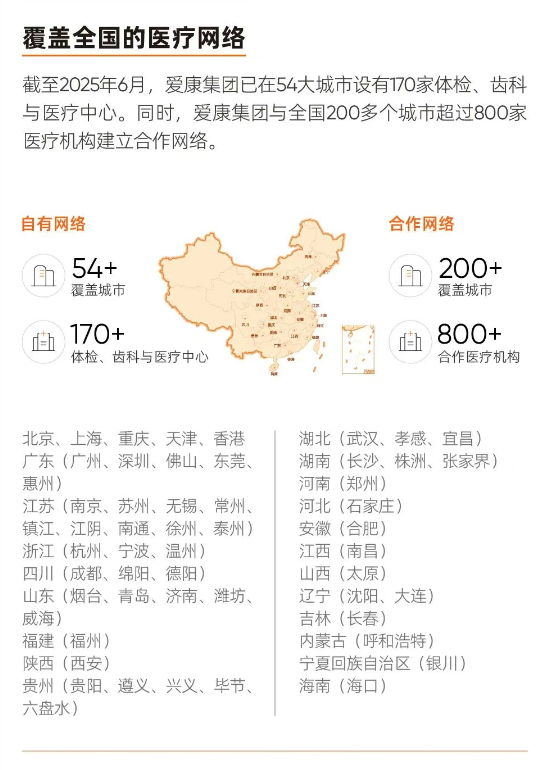 覆盖全国的医疗网络
截至2025年6月，爱康集团已在54大城市设有170家体检、齿科
与医疗中心。同时，爱康集团与全国200多个城市超过800家
医疗机构建立合作网络。
自有网络
54+
覆盖城市
170+
体检、齿科与医疗中心
合作网络
200+
覆盖城市
800+
合作医疗机构
北京、上海、重庆、天津、香港
广东（广州、深圳、佛山、东莞、
惠州）
江苏（南京、苏州、无锡、常州、
镇江、江阴、南通、徐州、泰州）
浙江（杭州、宁波、温州）
四川（成都、绵阳、德阳）
山东（烟台、青岛、济南、潍坊、
威海）
福建（福州）
陕西（西安）
贵州（贵阳、遵义、兴义、毕节、
六盘水）
湖北（武汉、孝感、宜昌）
湖南（长沙、株洲、张家界）
河南（郑州）
河北（石家庄）
安徽（合肥）
江西（南昌）
山西（太原）
辽宁（沈阳、大连）
吉林（长春）
内蒙古（呼和浩特）
宁夏回族自治区（银川）
海南（海口）